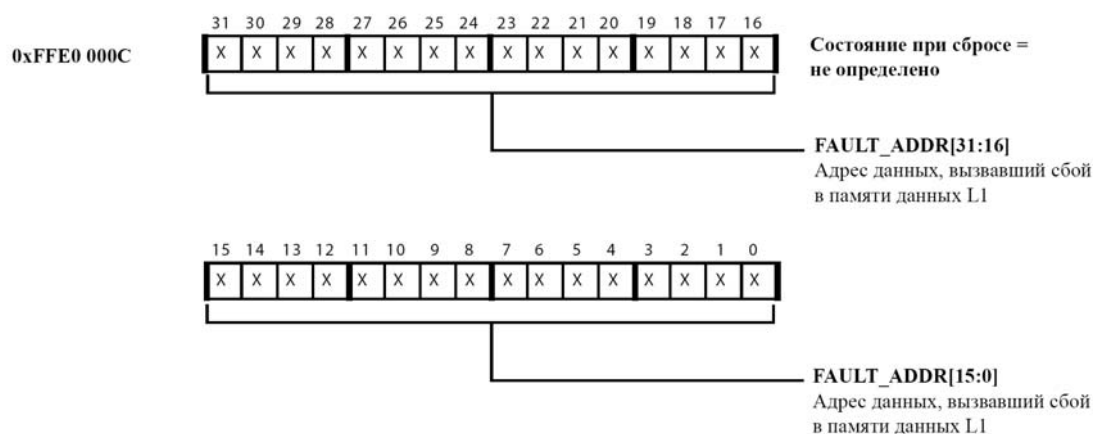 31 30 29 28 27 26 25 24 23 22 21 20 19 18 17 16
0xFFE0 000C
X X X X X X X X X X X X X X X X
Состояние при сбросе =
не определено
FAULT_ADDR[31:16]
Адрес данных, вызвавший сбой
в памяти данных L1
15 14 13 12 11 10 9 8 7 6 5 4 3 2 1 0
X X X X X X X X X X X X X X X X
FAULT_ADDR[15:0]
Адрес данных, вызвавший сбой
в памяти данных L1